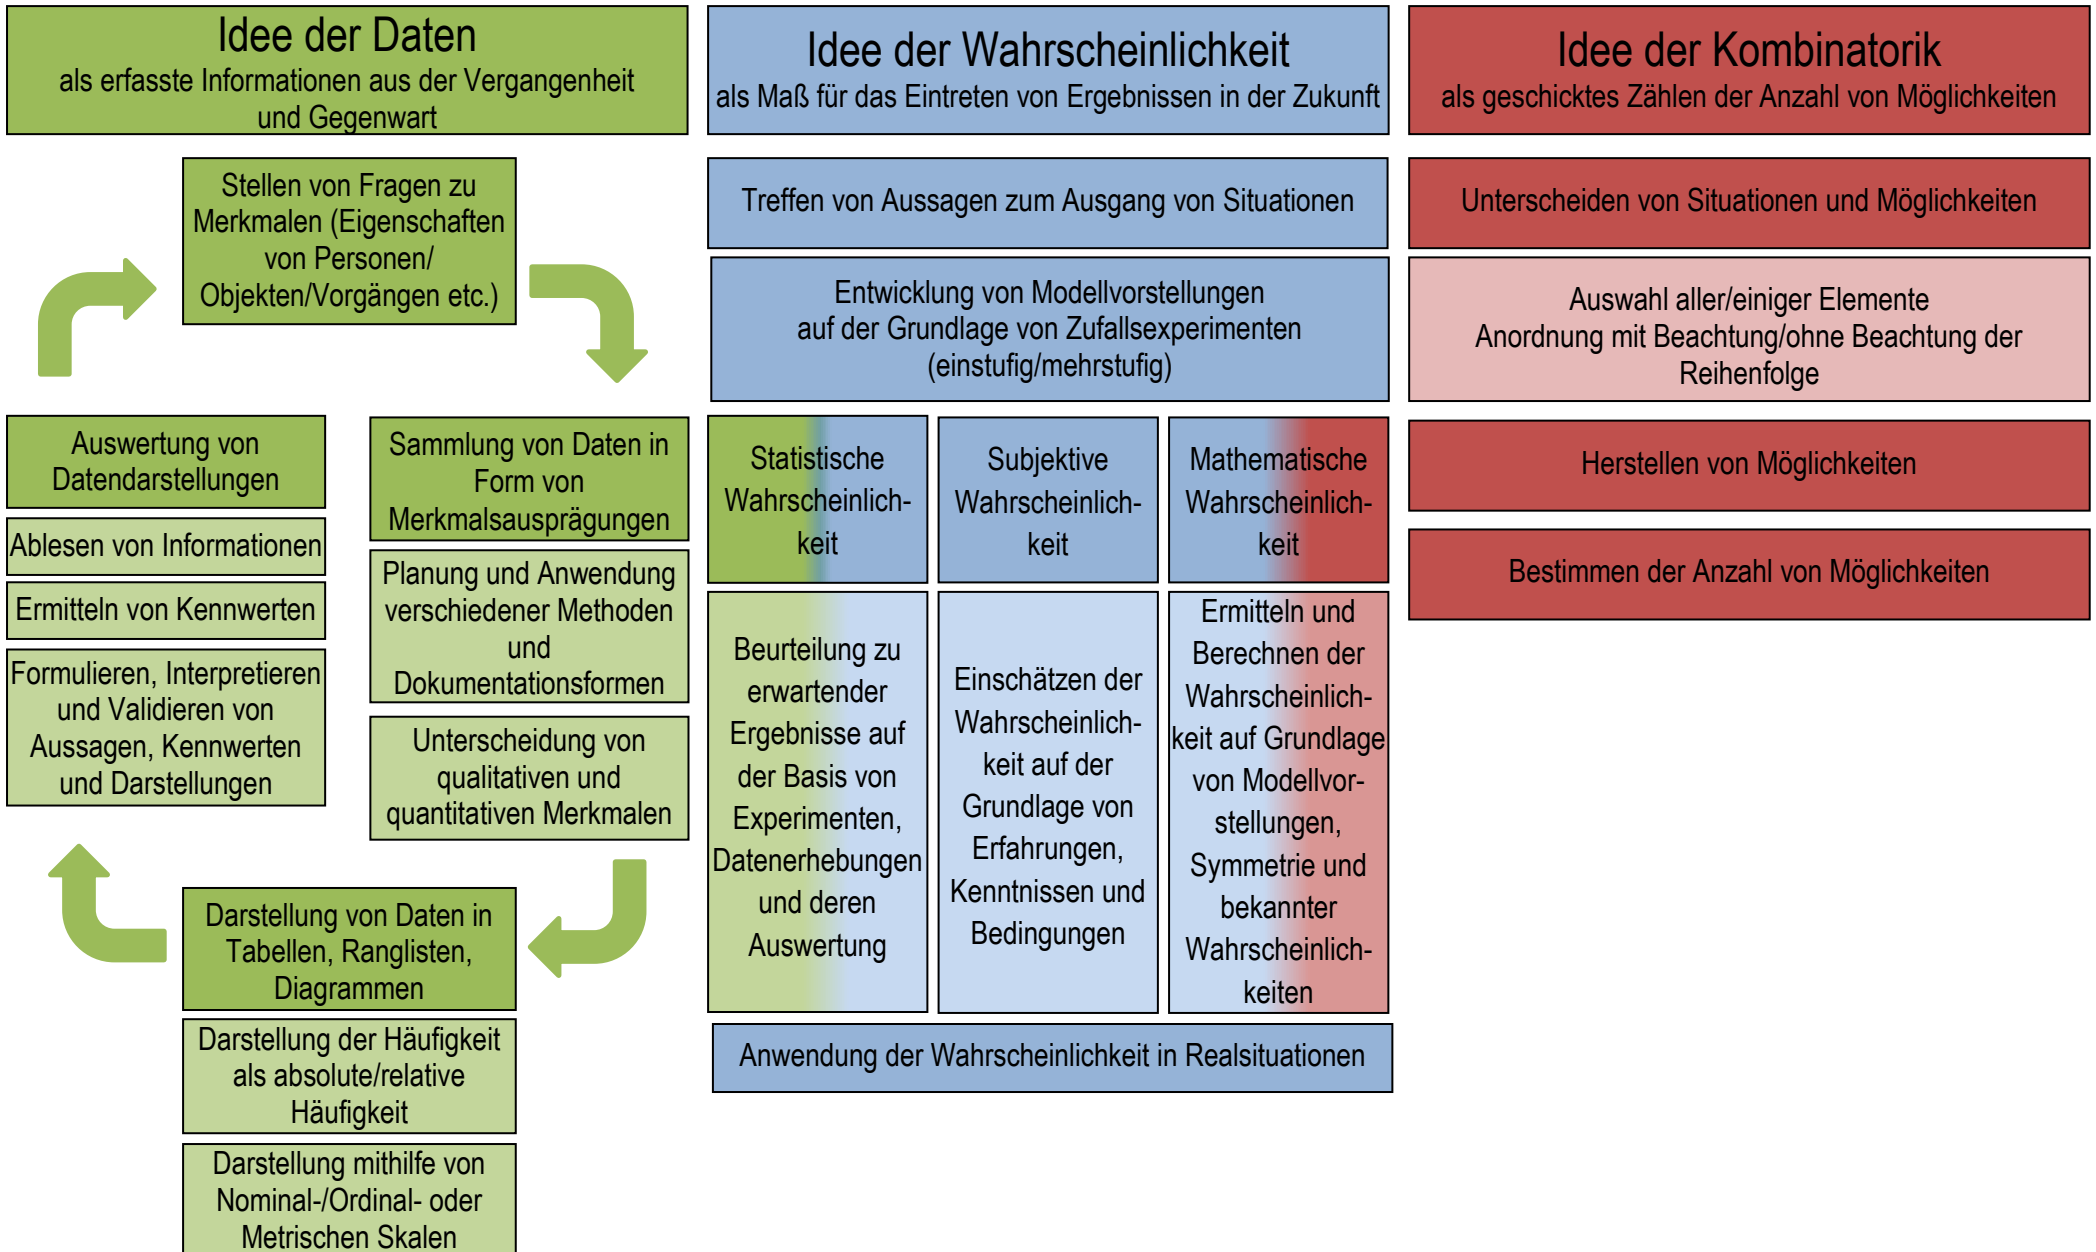 Idee der Daten
als erfasste Informationen aus der Vergangenheit
und Gegenwart
Stellen von Fragen zu
Merkmalen (Eigenschaften
von Personen/
Objekten/Vorgängen etc.)
Auswertung von
Datendarstellungen
Ablesen von Informationen
Ermitteln von Kennwerten
Formulieren, Interpretieren
und Validieren von
Aussagen, Kennwerten
und Darstellungen
Sammlung von Daten in
Form von
Merkmalsausprägungen
Planung und Anwendung
verschiedener Methoden
und
Dokumentationsformen
Unterscheidung von
qualitativen und
quantitativen Merkmalen
Darstellung von Daten in
Tabellen, Ranglisten,
Diagrammen
Darstellung der Häufigkeit
als absolute/relative
Häufigkeit
Darstellung mithilfe von
Nominal-/Ordinal- oder
Metrischen Skalen
Idee der Wahrscheinlichkeit
als Maß für das Eintreten von Ergebnissen in der Zukunft
Treffen von Aussagen zum Ausgang von Situationen
Entwicklung von Modellvorstellungen
auf der Grundlage von Zufallsexperimenten
(einstufig/mehrstufig)
Statistische
Wahrscheinlich-
keit
Beurteilung zu
erwartender
Ergebnisse auf
der Basis von
Experimenten,
Datenerhebungen
und deren
Auswertung
Subjektive
Wahrscheinlich-
keit
Einschätzen der
Wahrscheinlich-
keit auf der
Grundlage von
Erfahrungen,
Kenntnissen und
Bedingungen
Mathematische
Wahrscheinlich-
keit
Ermitteln und
Berechnen der
Wahrscheinlich-
keit auf Grundlage
von Modellvor-
stellungen,
Symmetrie und
bekannter
Wahrscheinlich-
keiten
Anwendung der Wahrscheinlichkeit in Realsituationen
Idee der Kombinatorik
als geschicktes Zählen der Anzahl von Möglichkeiten
Unterscheiden von Situationen und Möglichkeiten
Auswahl aller/einiger Elemente
Anordnung mit Beachtung/ohne Beachtung der
Reihenfolge
Herstellen von Möglichkeiten
Bestimmen der Anzahl von Möglichkeiten